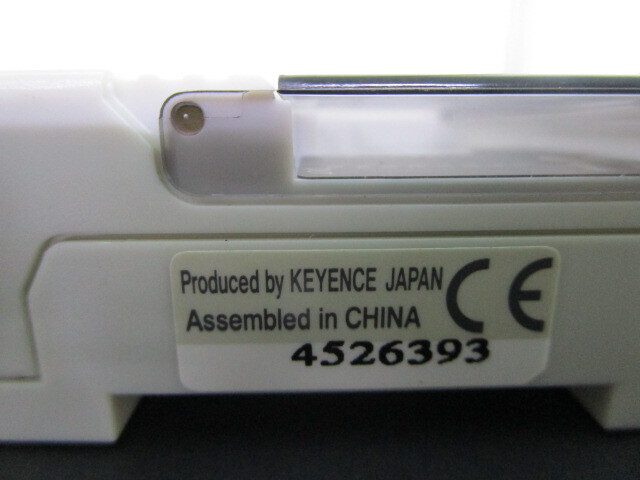 Produced by KEYENCE JAPAN
Assembled in CHINA
CE
4526393